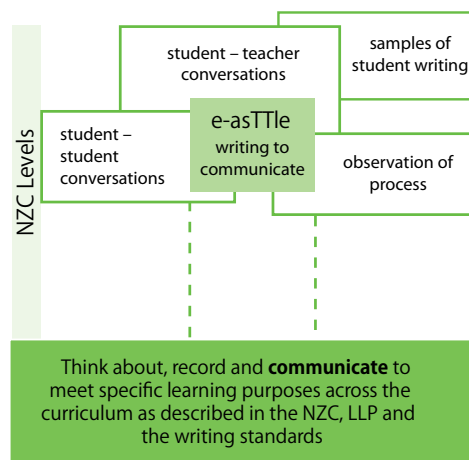 samples of
student writing
student – teacher
conversations
e-asTTle
writing to
communicate
student –
student
conversations
observation of
process
NZC Levels
Think about, record and communicate to
meet specific learning purposes across the
curriculum as described in the NZC, LLP and
the writing standards